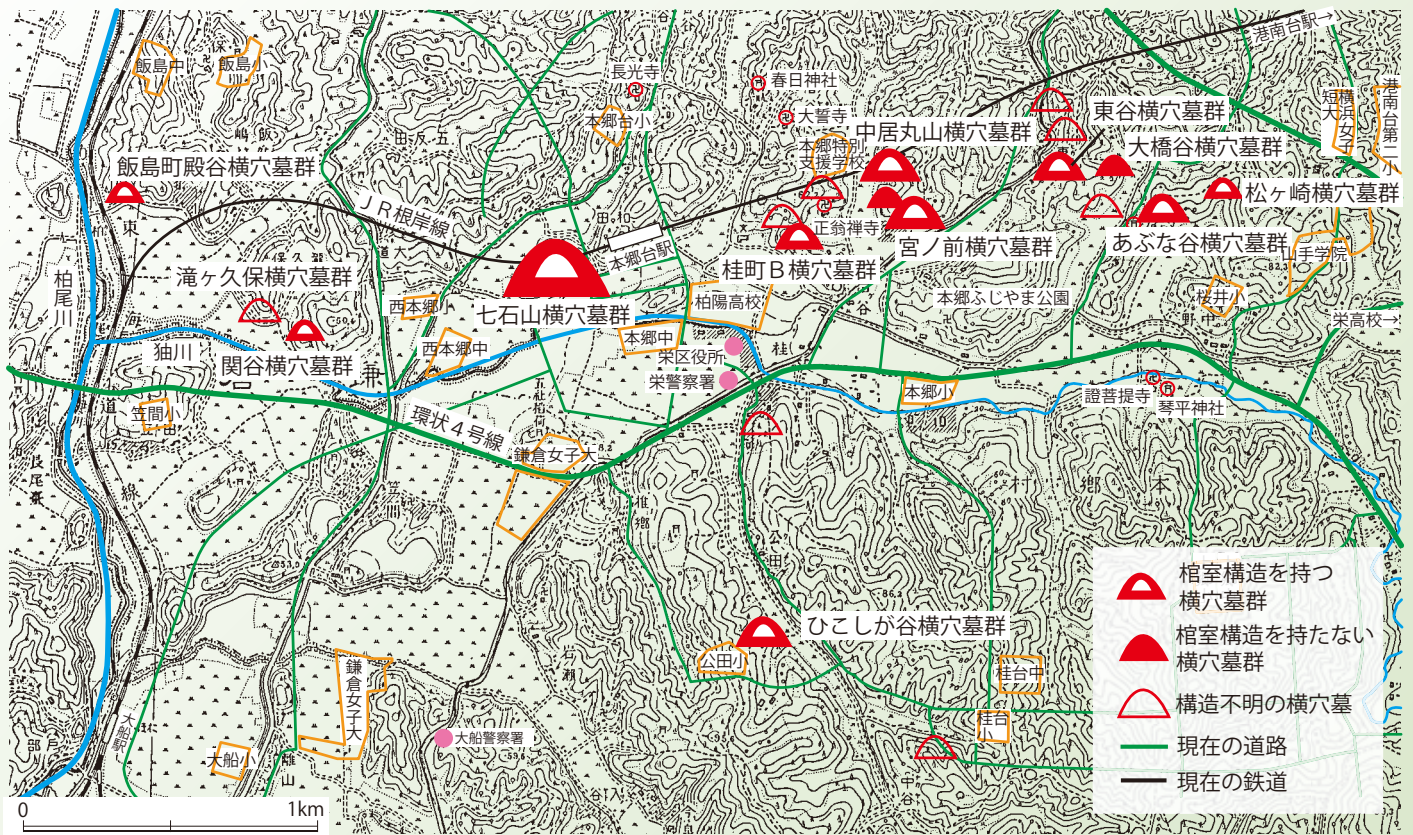 港南台駅→
飯島中
飯島小
長光寺
春日神社
大誓寺
本郷台小
本郷特別
支援学校
中居丸山横穴墓群
東谷横穴墓群
大橋谷横穴墓群
横浜女子
短大
港南台第二小
飯島町殿谷横穴墓群
松ヶ崎横穴墓群
JR根岸線
本郷台駅
正翁禅寺
宮ノ前横穴墓群
あぶな谷横穴墓群
山手学院
柏尾川
滝ヶ久保横穴墓群
桂町B横穴墓群
本郷ふじやま公園
桜井小
栄高校→
西本郷小
七石山横穴墓群
柏陽高校
㹨川
関谷横穴墓群
西本郷中
本郷中
栄区役所
栄警察署
本郷小
證菩提寺
琴平神社
笠間小
環状4号線
鎌倉女子大
本郷村
公田
ひこしが谷横穴墓群
公田小
桂台中
桂台
小
鎌倉女子大
大船駅
大船小
大船警察署
棺室構造を持つ
横穴墓群
棺室構造を持たない
横穴墓群
構造不明の横穴墓
現在の道路
現在の鉄道
0
1km